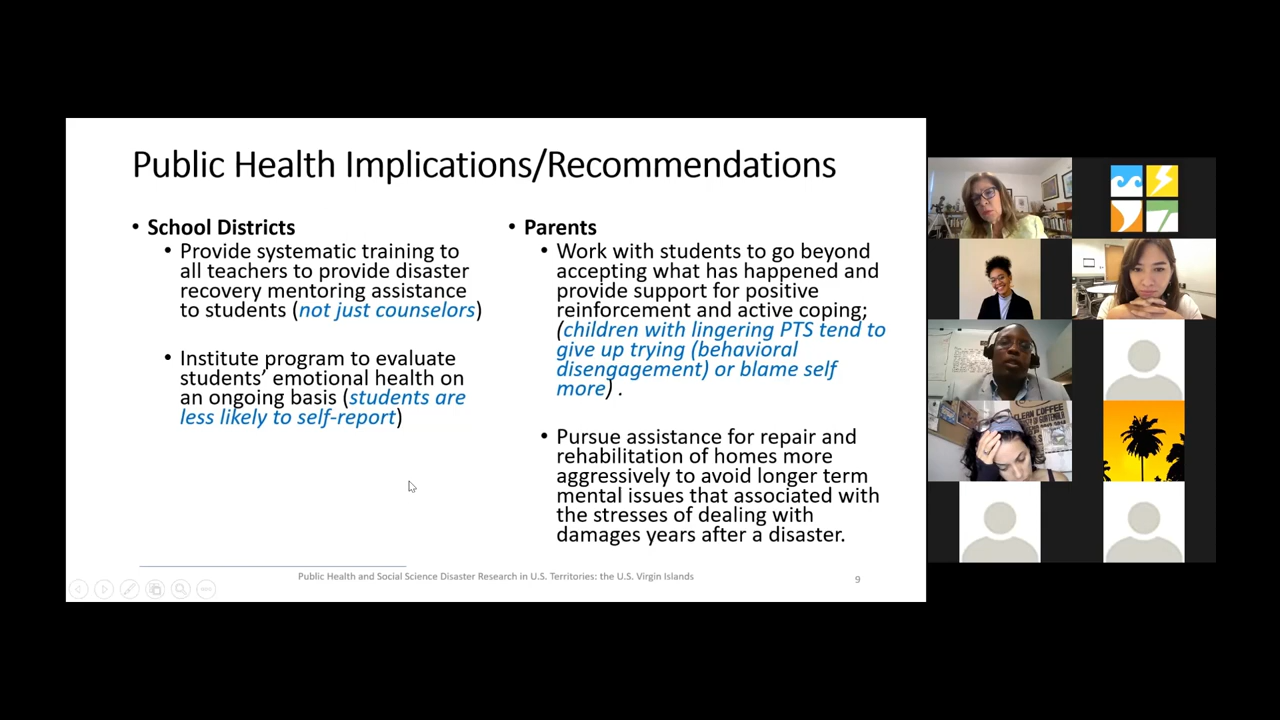 Public Health Implications/Recommendations
• School Districts
• Provide systematic training to
all teachers to provide disaster
recovery mentoring assistance
to students (not just counselors)
• Institute program to evaluate
students’ emotional health on
an ongoing basis (students are
less likely to self-report)
• Parents
• Work with students to go beyond
accepting what has happened and
provide support for positive
reinforcement and active coping;
(children with lingering PTS tend to
give up trying (behavioral
disengagement) or blame self
more) .
• Pursue assistance for repair and
rehabilitation of homes more
aggressively to avoid longer term
mental issues that associated with
the stresses of dealing with
damages years after a disaster.
Public Health and Social Science Disaster Research in U.S. Territories: the U.S. Virgin Islands
9
CLEAN COFFEE